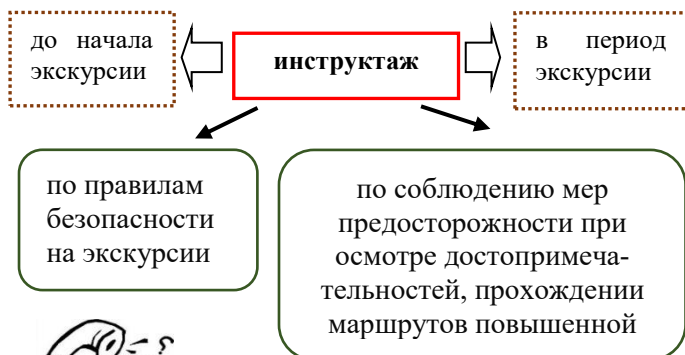 до начала
экскурсии
инструктаж
в период
экскурсии
по правилам
безопасности
на экскурсии
по соблюдению мер
предосторожности при
осмотре достопримеча-
тельностей, прохождении
маршрутов повышенной
?